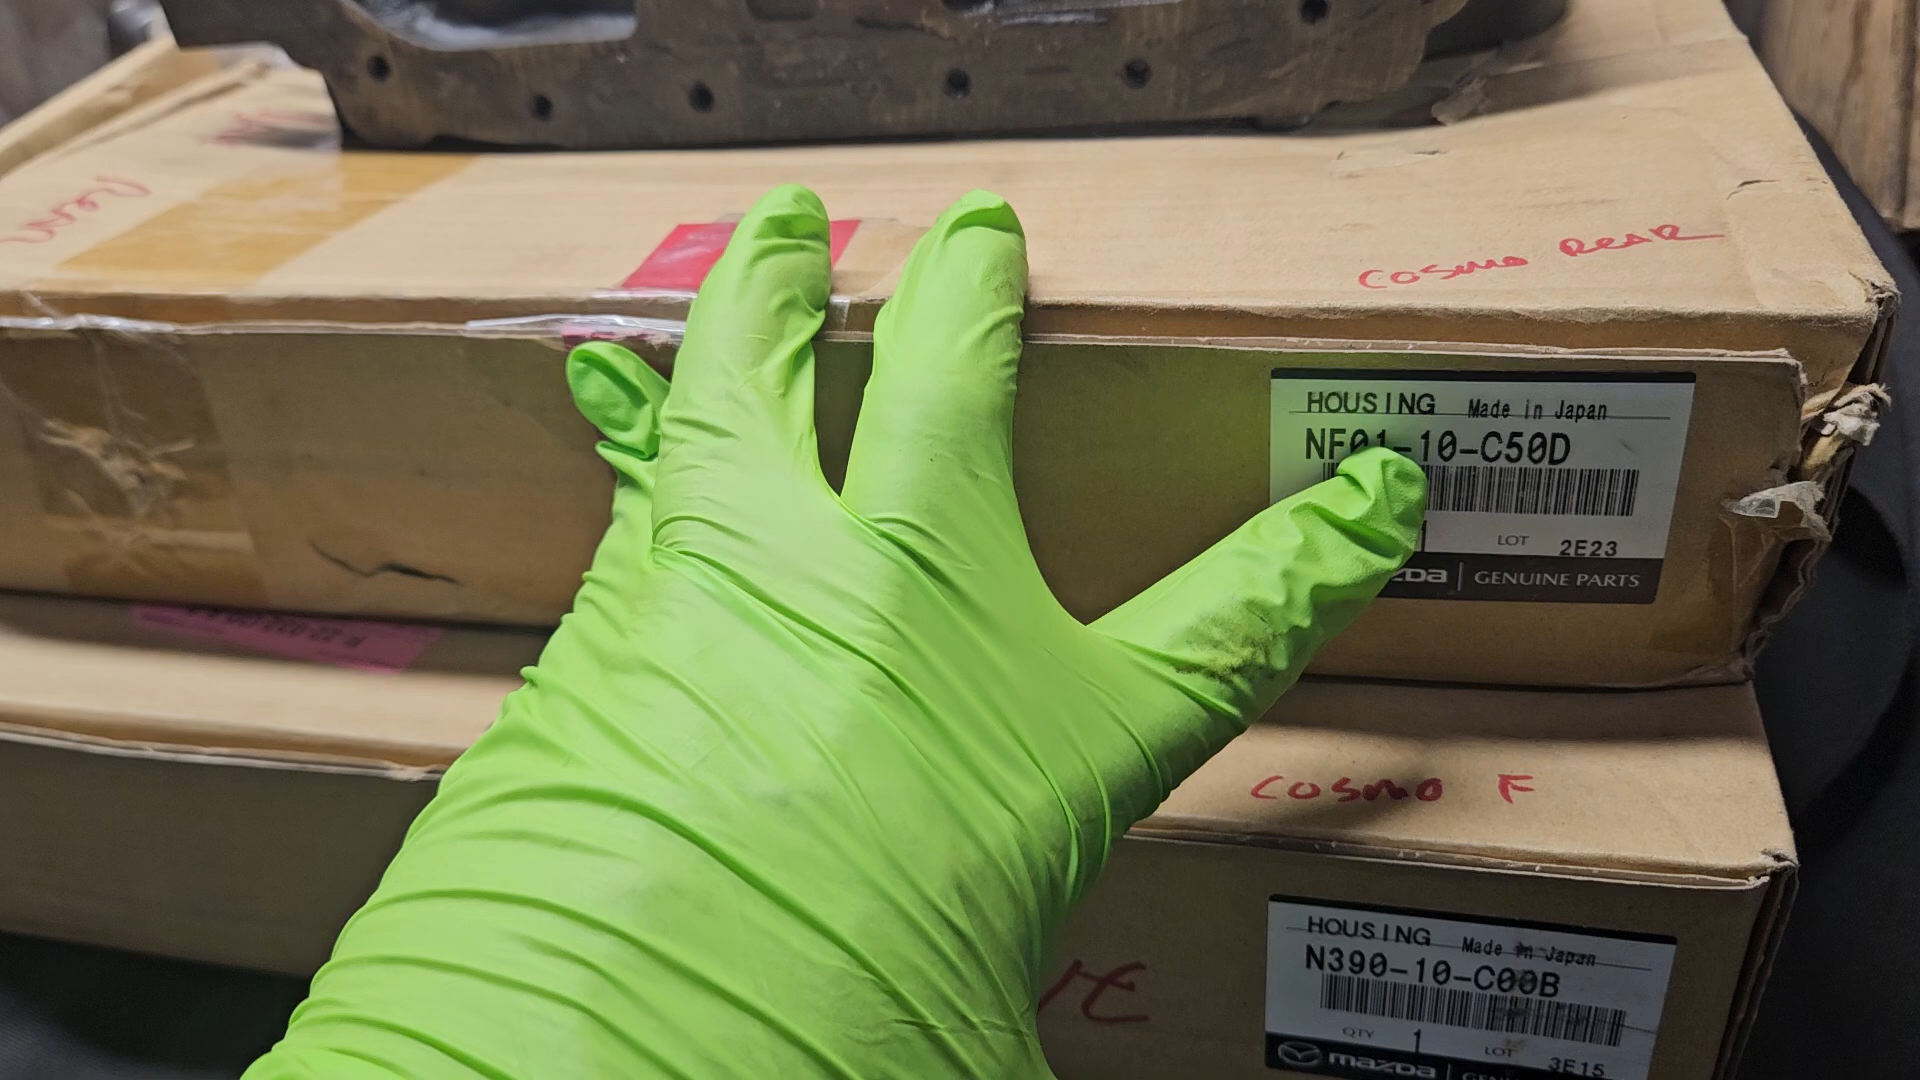 Rear
COSMO REAR
HOUSING Made in Japan
NF01-10-C50D
LOT 2E23
GENUINE PARTS
COSMO F
HOUSING Made in Japan
N390-10-C00B
QTY 1
LOT 3E15
mazda